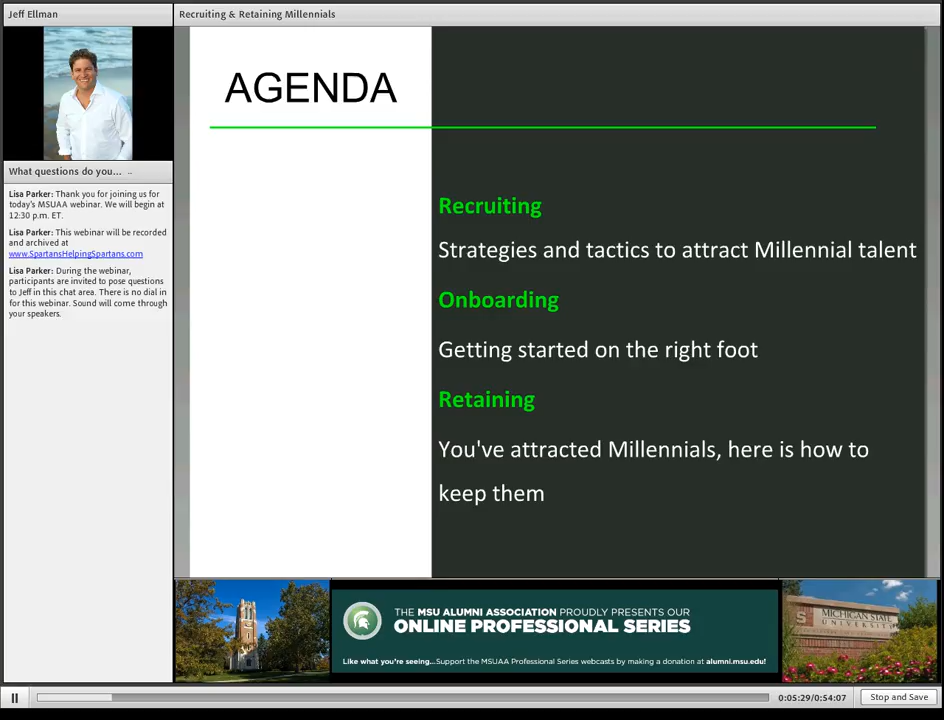 Jeff Ellman
Recruiting & Retaining Millennials
What questions do you... ..
Lisa Parker: Thank you for joining us for
today's MSUAA webinar. We will begin at
12:30 p.m. ET.
Lisa Parker: This webinar will be recorded
and archived at
www.SpartansHelpingSpartans.com
Lisa Parker: During the webinar,
participants are invited to pose questions
to Jeff in this chat area. There is no dial in
for this webinar. Sound will come through
your speakers.
AGENDA
Recruiting
Strategies and tactics to attract Millennial talent
Onboarding
Getting started on the right foot
Retaining
You've attracted Millennials, here is how to
keep them
THE MSU ALUMNI ASSOCIATION PROUDLY PRESENTS OUR
ONLINE PROFESSIONAL SERIES
Like what you're seeing...Support the MSUAA Professional Series webcasts by making a donation at alumni.msu.edu!
MICHIGAN STATE
UNIVERSITY
0:05:29/0:54:07
Stop and Save